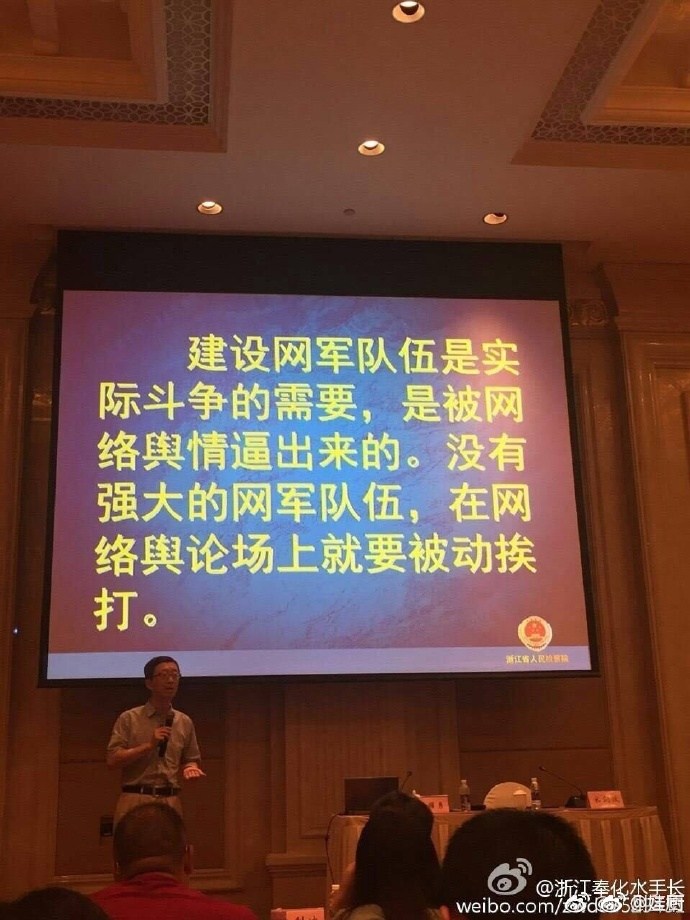 建设网军队伍是实
际斗争的需要，是被网
络舆情逼出来的。没有
强大的网军队伍，在网
络舆论场上就要被动挨
打。
浙江省人民检察院
@浙江奉化水手长